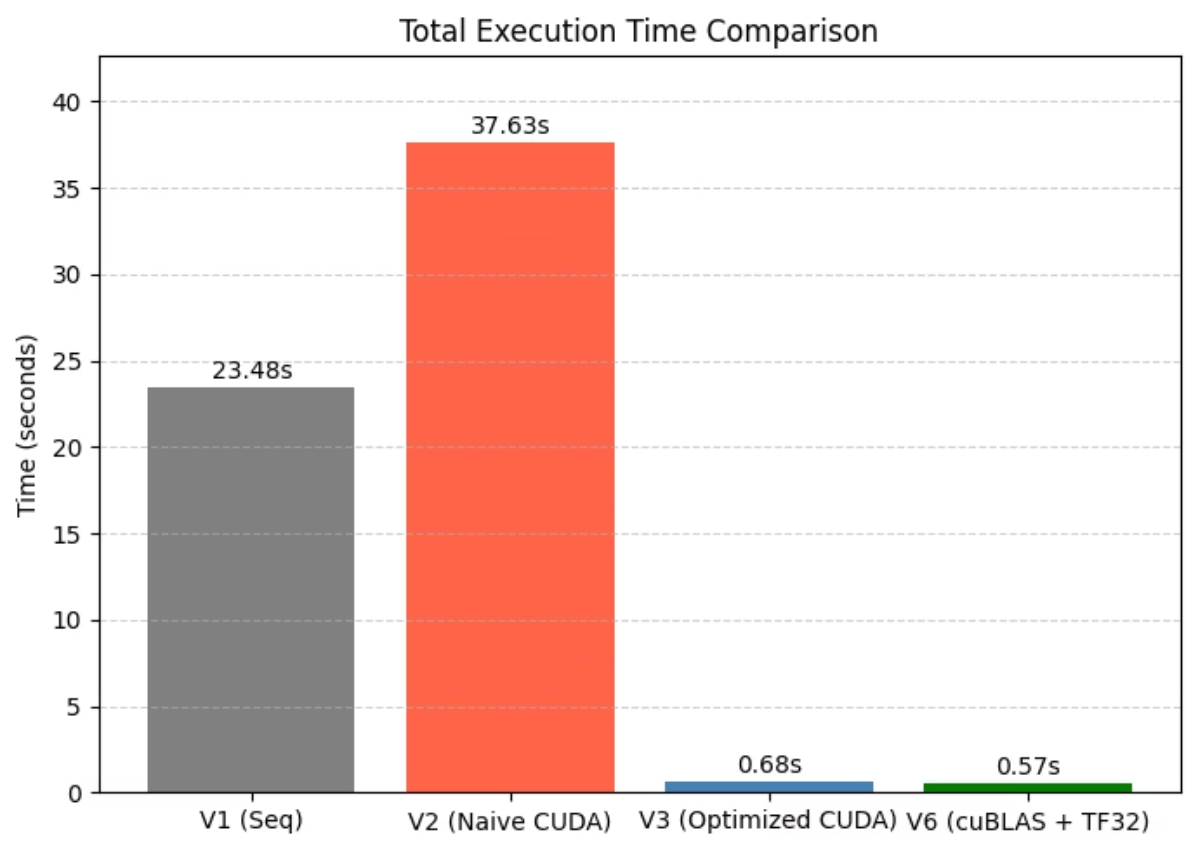 Total Execution Time Comparison
Time (seconds)
40
35
30
25
20
15
10
5
0
23.48s
37.63s
0.68s
0.57s
V1 (Seq)
V2 (Naive CUDA)
V3 (Optimized CUDA)
V6 (cuBLAS + TF32)